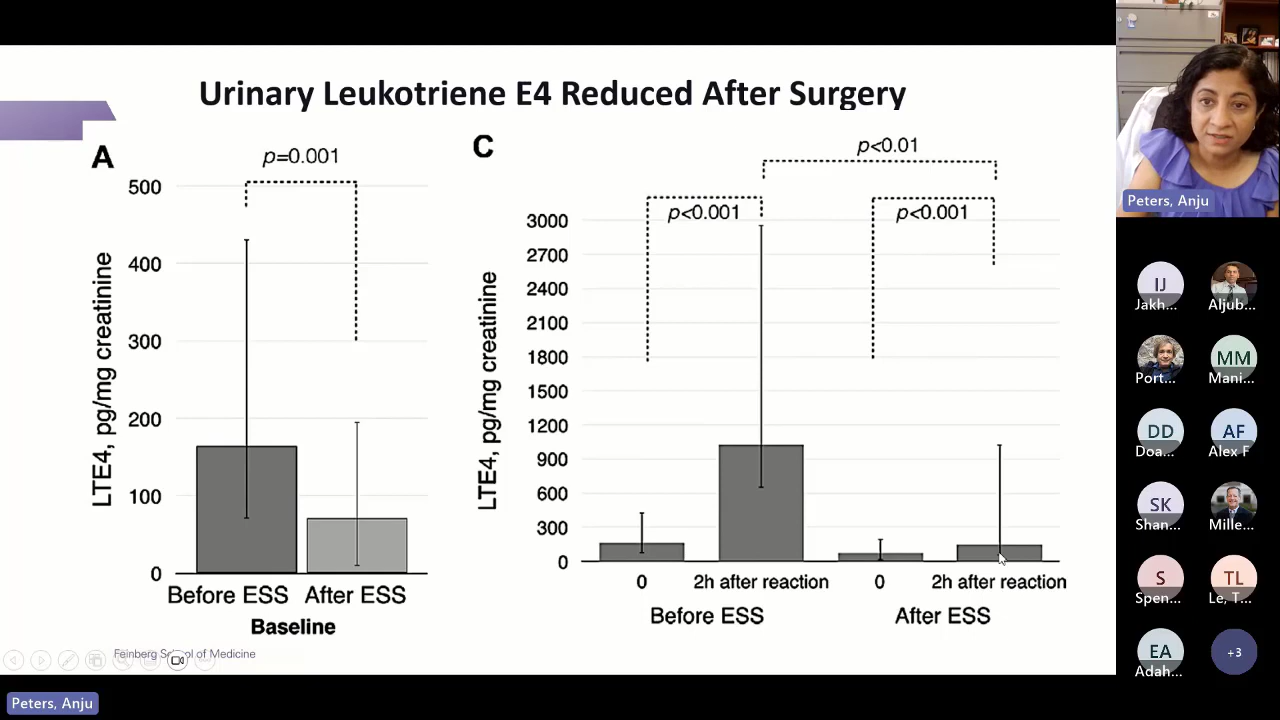 Urinary Leukotriene E4 Reduced After Surgery
A
p=0.001
500
400
300
200
100
0
LTE4, pg/mg creatinine
Before ESS
After ESS
Baseline
C
p<0.01
p<0.001
p<0.001
3000
2700
2400
2100
1800
1500
1200
900
600
300
0
LTE4, pg/mg creatinine
0
2h after reaction
0
2h after reaction
Before ESS
After ESS
Feinberg School of Medicine
Peters, Anju
Peters, Anju
IJ
Jakh...
Aljub...
Port...
MM
Mani...
DD
Doa...
AF
Alex F
SK
Shan...
Mille...
S
Spen...
TL
Le, T...
EA
Adah...
+3